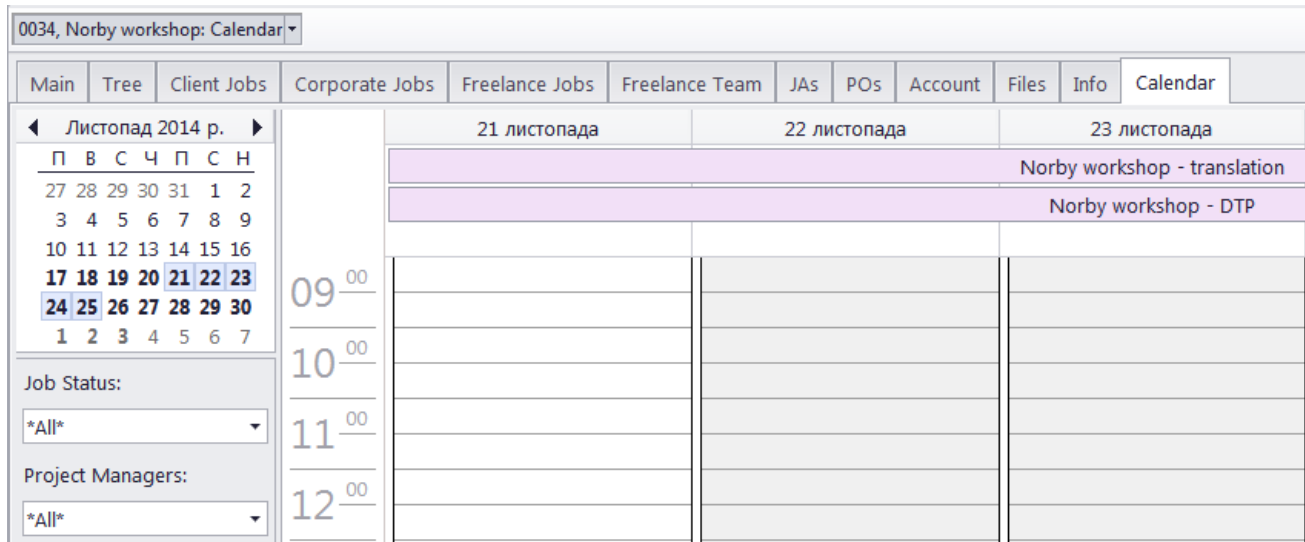 0034, Norby workshop: Calendar
Main Tree Client Jobs Corporate Jobs Freelance Jobs Freelance Team JAs POs Account Files Info Calendar
Листопад 2014 р.
П В С Ч П С Н
27 28 29 30 31 1 2
3 4 5 6 7 8 9
10 11 12 13 14 15 16
17 18 19 20 21 22 23
24 25 26 27 28 29 30
1 2 3 4 5 6 7
Job Status:
*All*
Project Managers:
*All*
21 листопада 22 листопада 23 листопада
Norby workshop - translation
Norby workshop - DTP
09 00
10 00
11 00
12 00